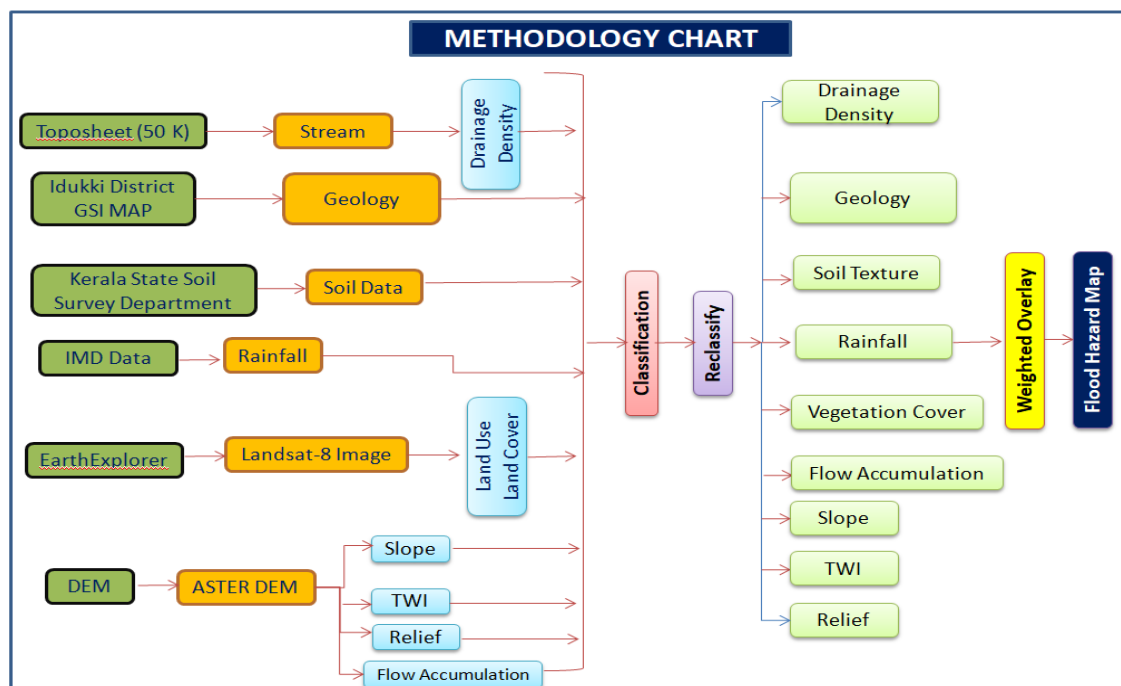 METHODOLOGY CHART
Toposheet (50 K)
Stream
Drainage
Density
Idukki District
GSI MAP
Geology
Kerala State Soil
Survey Department
Soil Data
IMD Data
Rainfall
EarthExplorer
Landsat-8 Image
Land Use
Land Cover
DEM
ASTER DEM
Slope
TWI
Relief
Flow Accumulation
Classification
Reclassify
Drainage
Density
Geology
Soil Texture
Rainfall
Vegetation Cover
Flow Accumulation
Slope
TWI
Relief
Weighted Overlay
Flood Hazard Map